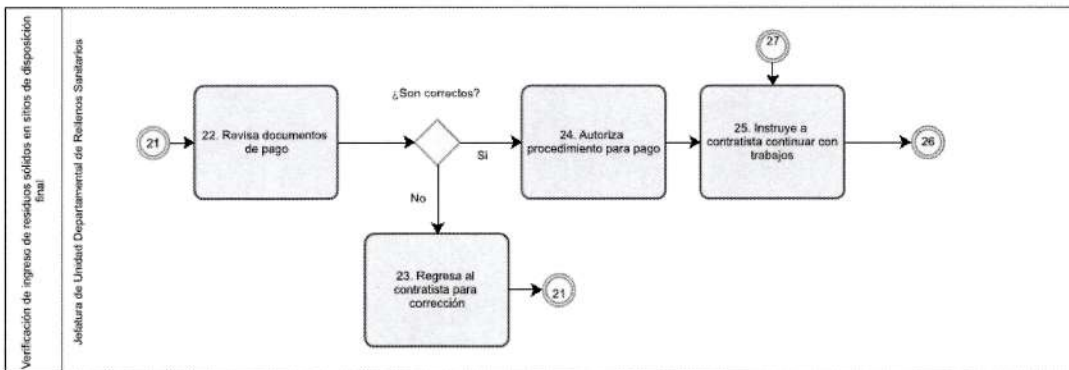 Verificación de ingreso de residuos sólidos en sitios de disposición
final
Jefatura de Unidad Departamental de Rellenos Sanitarios
21
22. Revisa documentos
de pago
¿Son correctos?
Si
No
23. Regresa al
contratista para
corrección
21
24. Autoriza
procedimiento para pago
27
25. Instruye a
contratista continuar con
trabajos
26